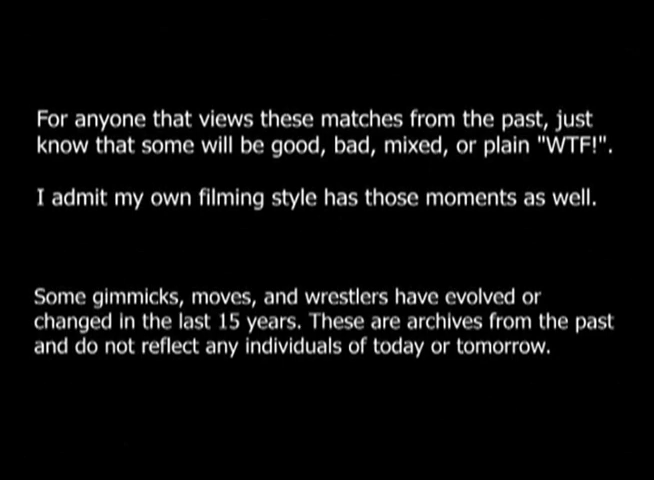 For anyone that views these matches from the past, just
know that some will be good, bad, mixed, or plain "WTF!".
I admit my own filming style has those moments as well.
Some gimmicks, moves, and wrestlers have evolved or
changed in the last 15 years. These are archives from the past
and do not reflect any individuals of today or tomorrow.